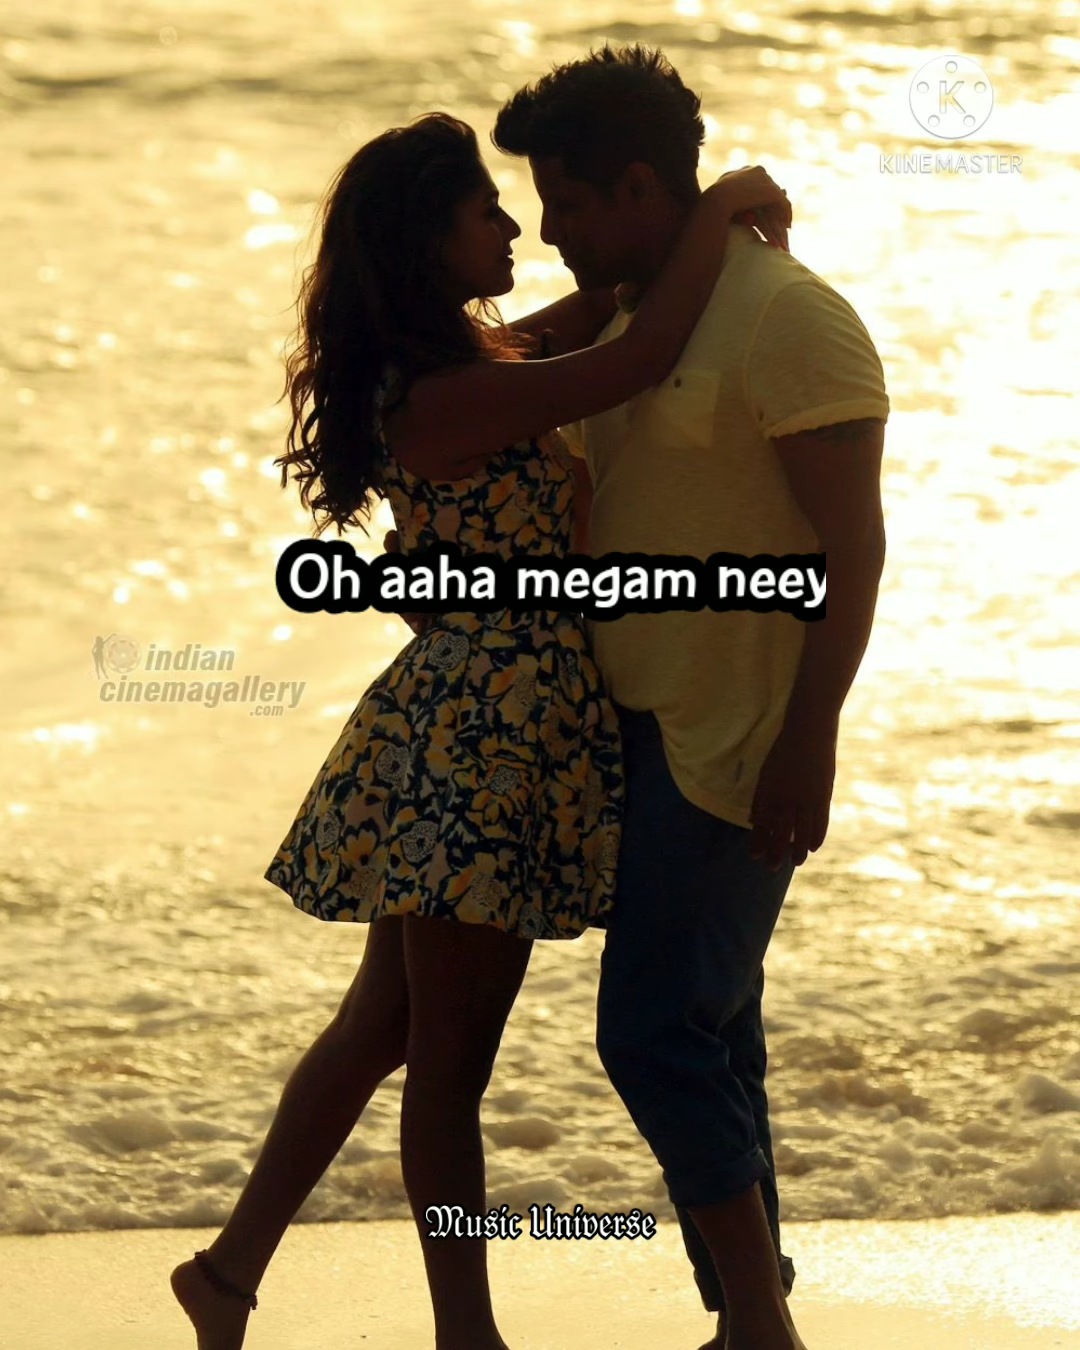 KINEMASTER
Oh aaha megam neey
indian
cinemagallery
.com
Music Universe